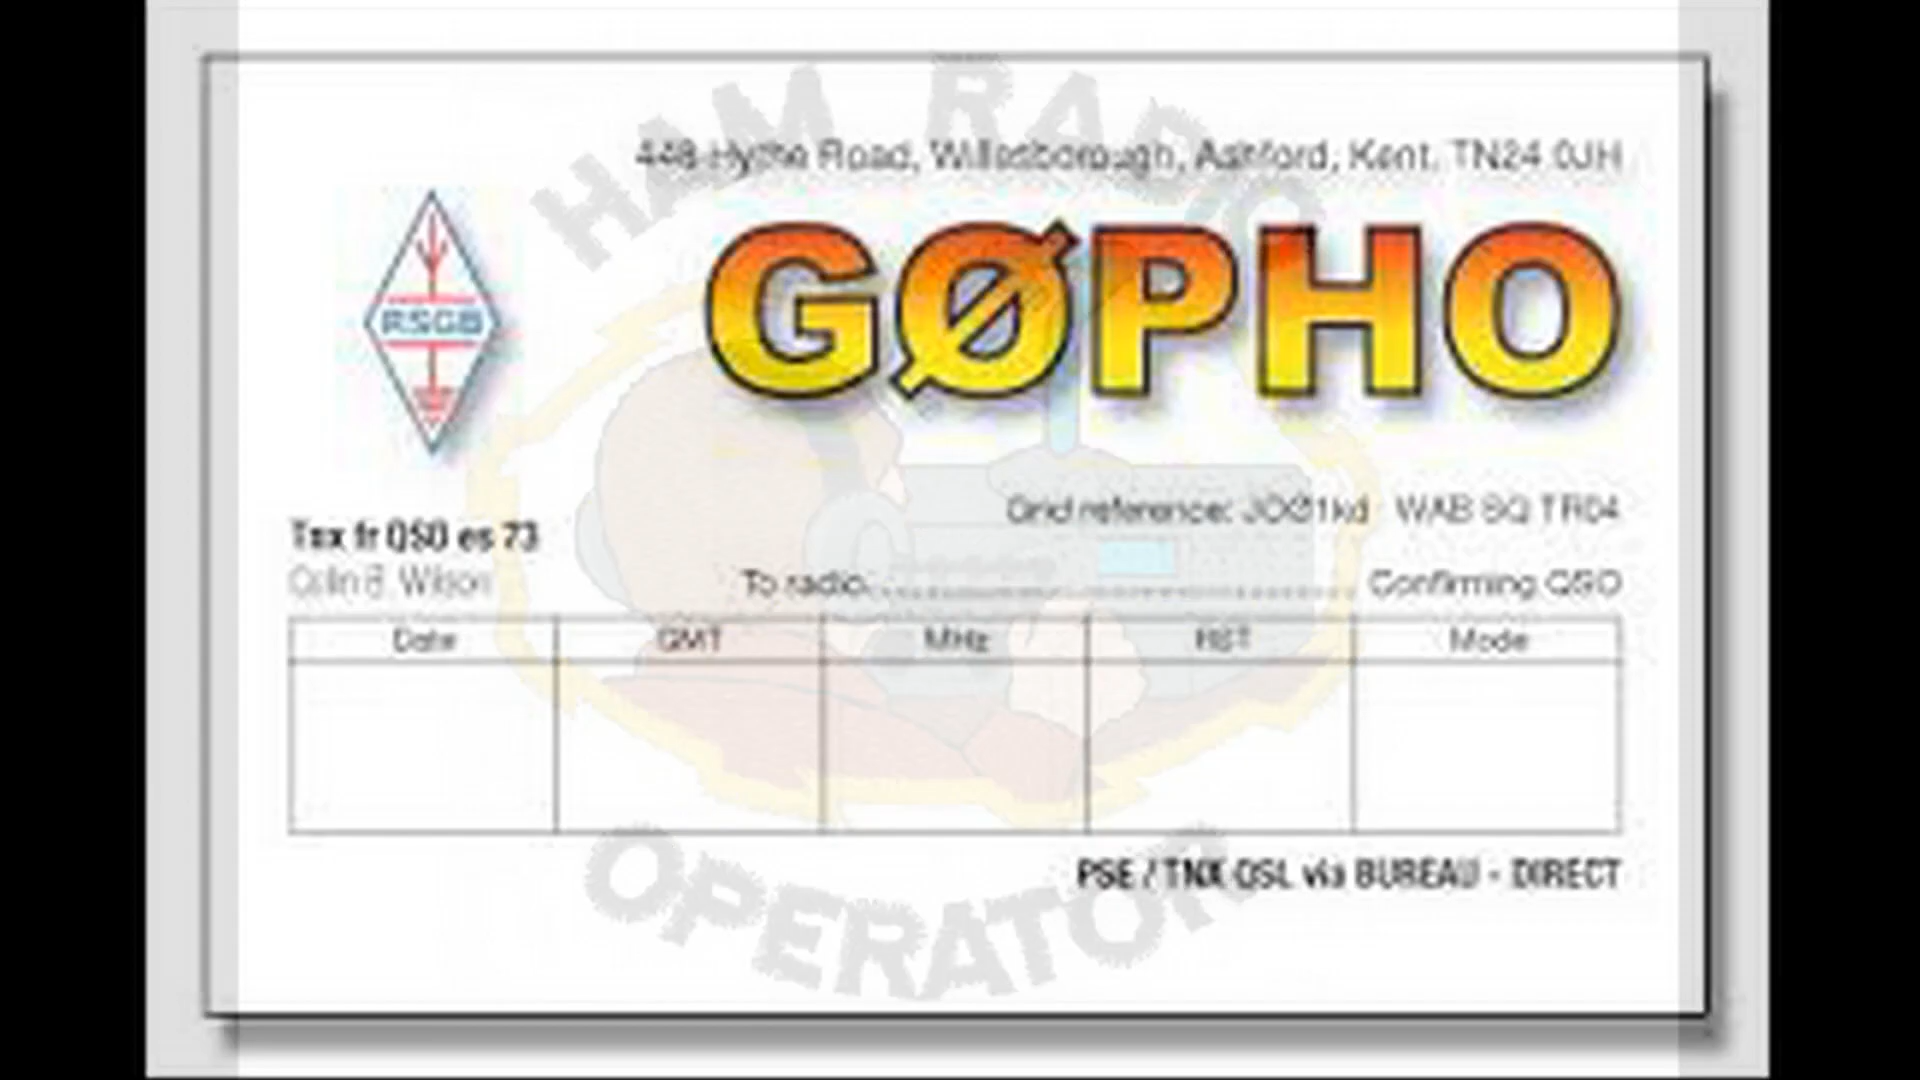 HAM RADIO
448 Hythe Road, Willesborough, Ashford, Kent. TN24 0JH
RSGB
GØPHO
Grid reference: JOØ1kd WAB SQ TR04
Tnx fr QSO es 73
Colin B. Wilson
To radio.................... Confirming QSO
Date GMT MHz RST Mode
PSE / TNX QSL via BUREAU - DIRECT
OPERATOR